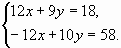 12x + 9y = 18,
−12x + 10y = 58.